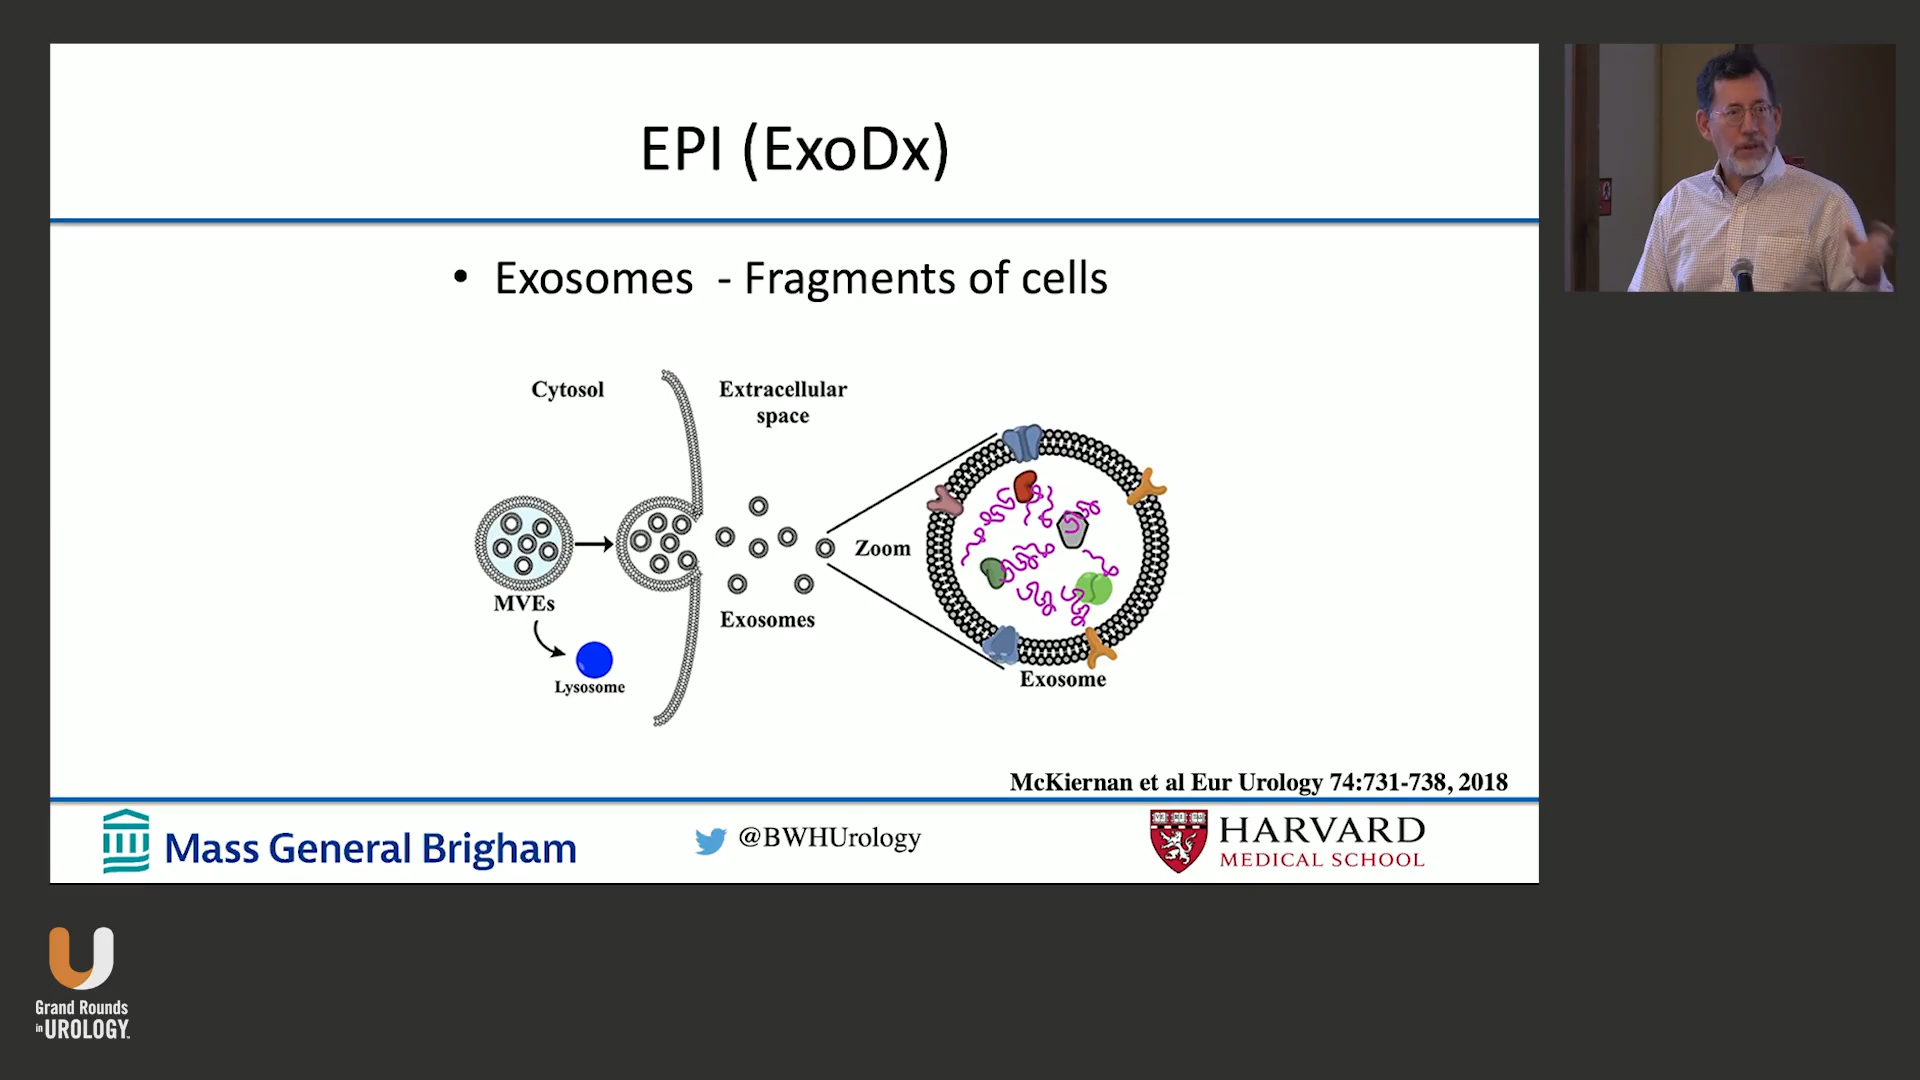 EPI (ExoDx)
• Exosomes - Fragments of cells
Cytosol
Extracellular
space
Zoom
MVEs
Exosomes
Lysosome
Exosome
McKiernan et al Eur Urology 74:731-738, 2018
Mass General Brigham
@BWHUrology
HARVARD
MEDICAL SCHOOL
Grand Rounds
in UROLOGY